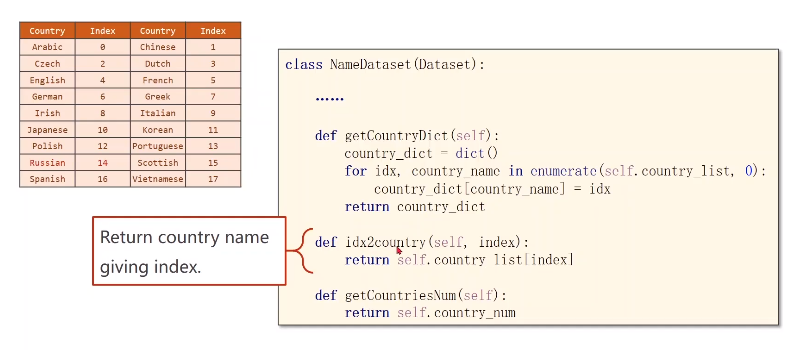 Country Index Country Index
Arabic 0 Chinese 1
Czech 2 Dutch 3
English 4 French 5
German 6 Greek 7
Irish 8 Italian 9
Japanese 10 Korean 11
Polish 12 Portuguese 13
Russian 14 Scottish 15
Spanish 16 Vietnamese 17
class NameDataset(Dataset):
......
def getCountryDict(self):
country_dict = dict()
for idx, country_name in enumerate(self.country_list, 0):
country_dict[country_name] = idx
return country_dict
Return country name
giving index.
def idx2country(self, index):
return self.country_list[index]
def getCountriesNum(self):
return self.country_num